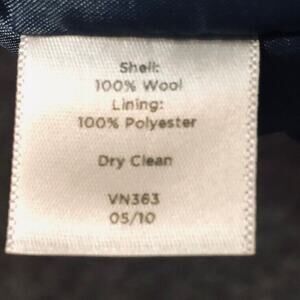 Shell:
100% Wool
Lining:
100% Polyester
Dry Clean
VN363
05/10